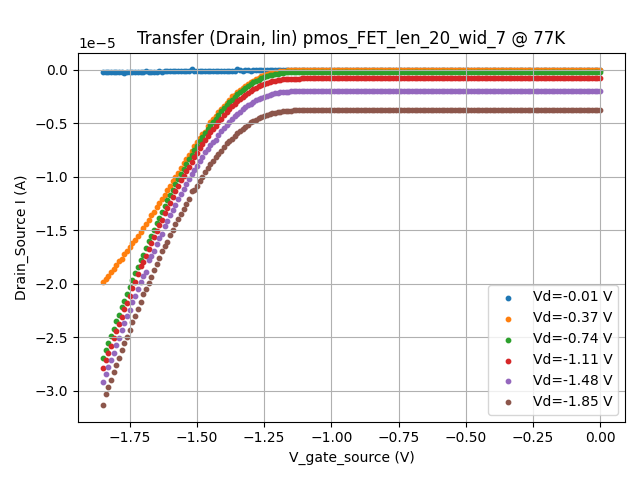 Transfer (Drain, lin) pmos_FET_len_20_wid_7 @ 77K
1e−5
0.0
−0.5
−1.0
−1.5
−2.0
−2.5
−3.0
Drain_Source I (A)
−1.75 −1.50 −1.25 −1.00 −0.75 −0.50 −0.25 0.00
V_gate_source (V)
Vd=-0.01 V
Vd=-0.37 V
Vd=-0.74 V
Vd=-1.11 V
Vd=-1.48 V
Vd=-1.85 V